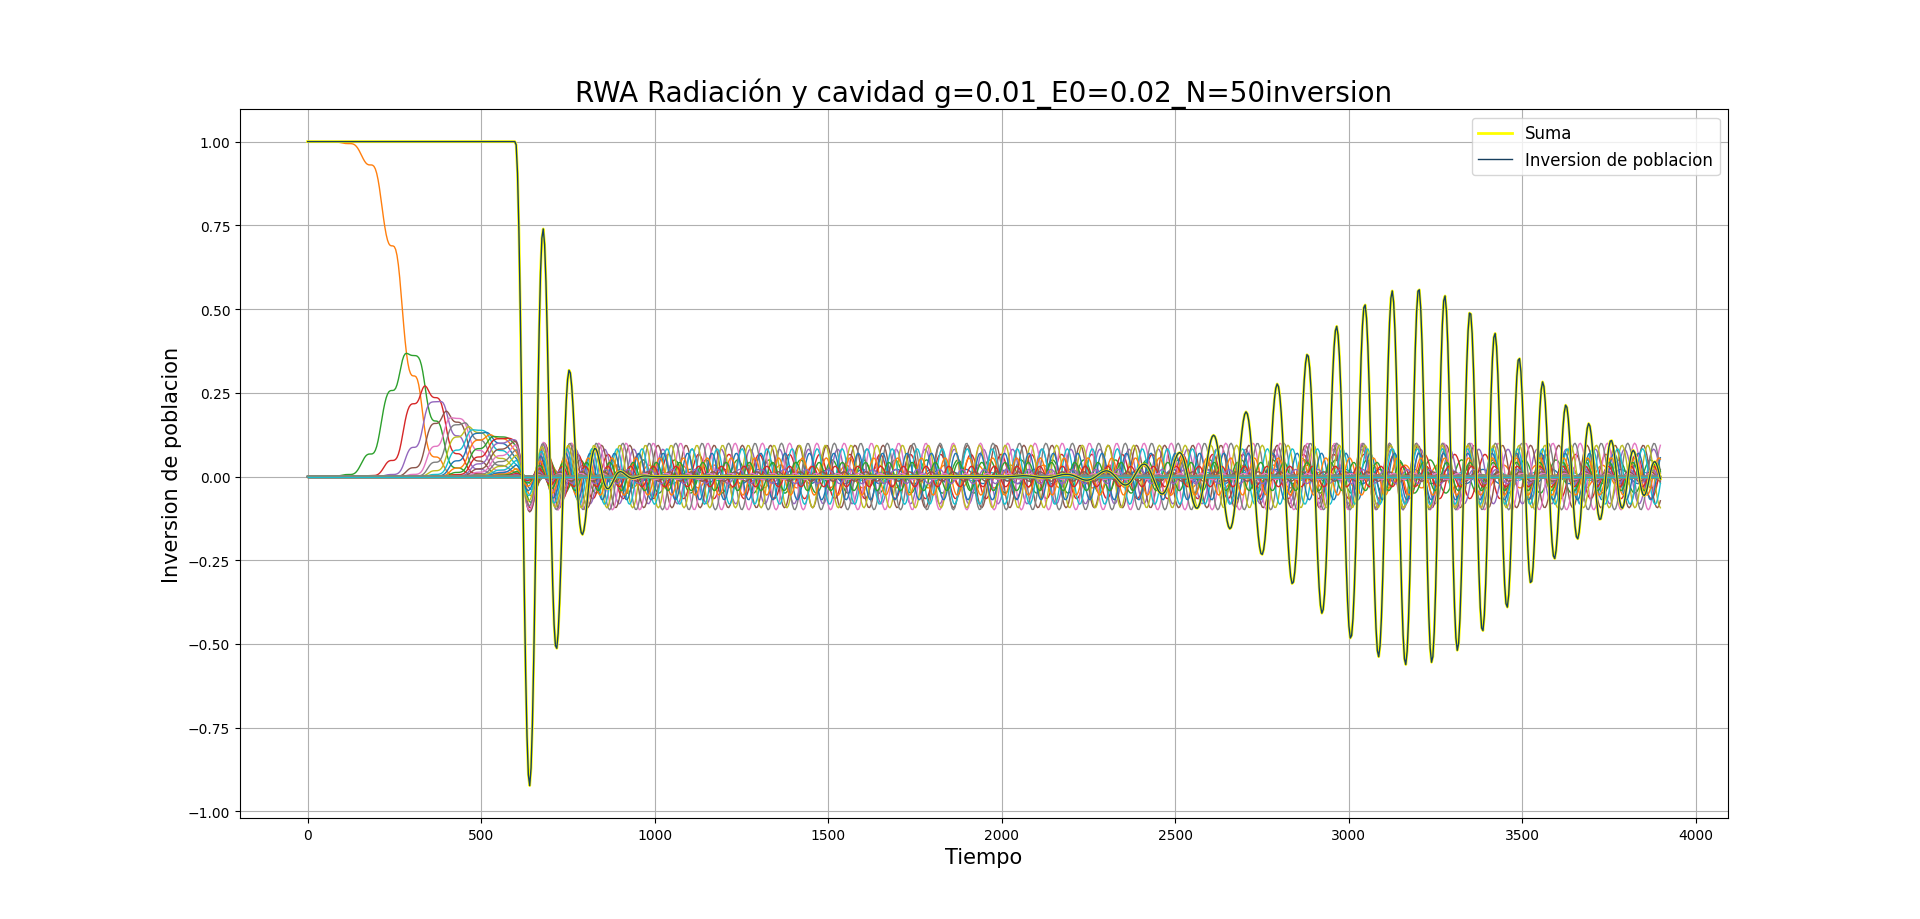 RWA Radiación y cavidad g=0.01_E0=0.02_N=50inversion
Suma
Inversion de poblacion
1.00
0.75
0.50
0.25
0.00
−0.25
−0.50
−0.75
−1.00
Inversion de poblacion
0 500 1000 1500 2000 2500 3000 3500 4000
Tiempo